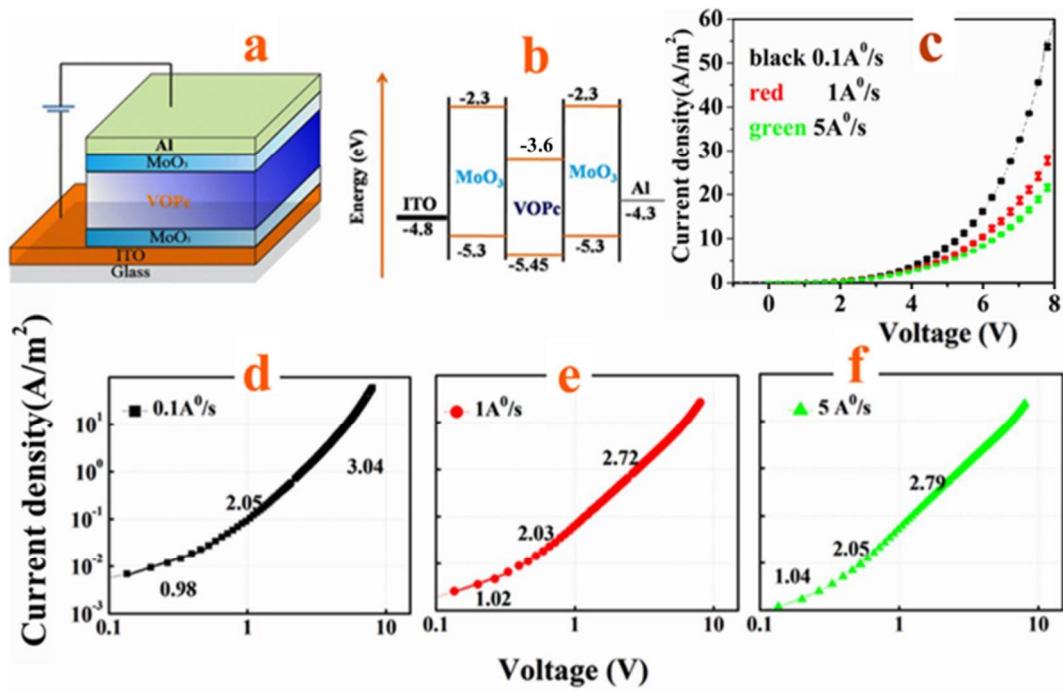 a
Al
MoO₃
VOPc
MoO₃
ITO
Glass
b
Energy (eV)
-2.3
-2.3
-3.6
MoO₃
MoO₃
ITO
VOPc
Al
-4.8
-4.3
-5.3
-5.3
-5.45
c
Current density(A/m²)
60
50
40
30
20
10
0
black 0.1A⁰/s
red 1A⁰/s
green 5A⁰/s
0 2 4 6 8
Voltage (V)
Current density(A/m²)
d
0.1A⁰/s
10¹
10⁰
10⁻¹
10⁻²
10⁻³
3.04
2.05
0.98
0.1 1 10
e
1A⁰/s
2.72
2.03
1.02
0.1 1 10
f
5 A⁰/s
2.79
2.05
1.04
0.1 1 10
Voltage (V)